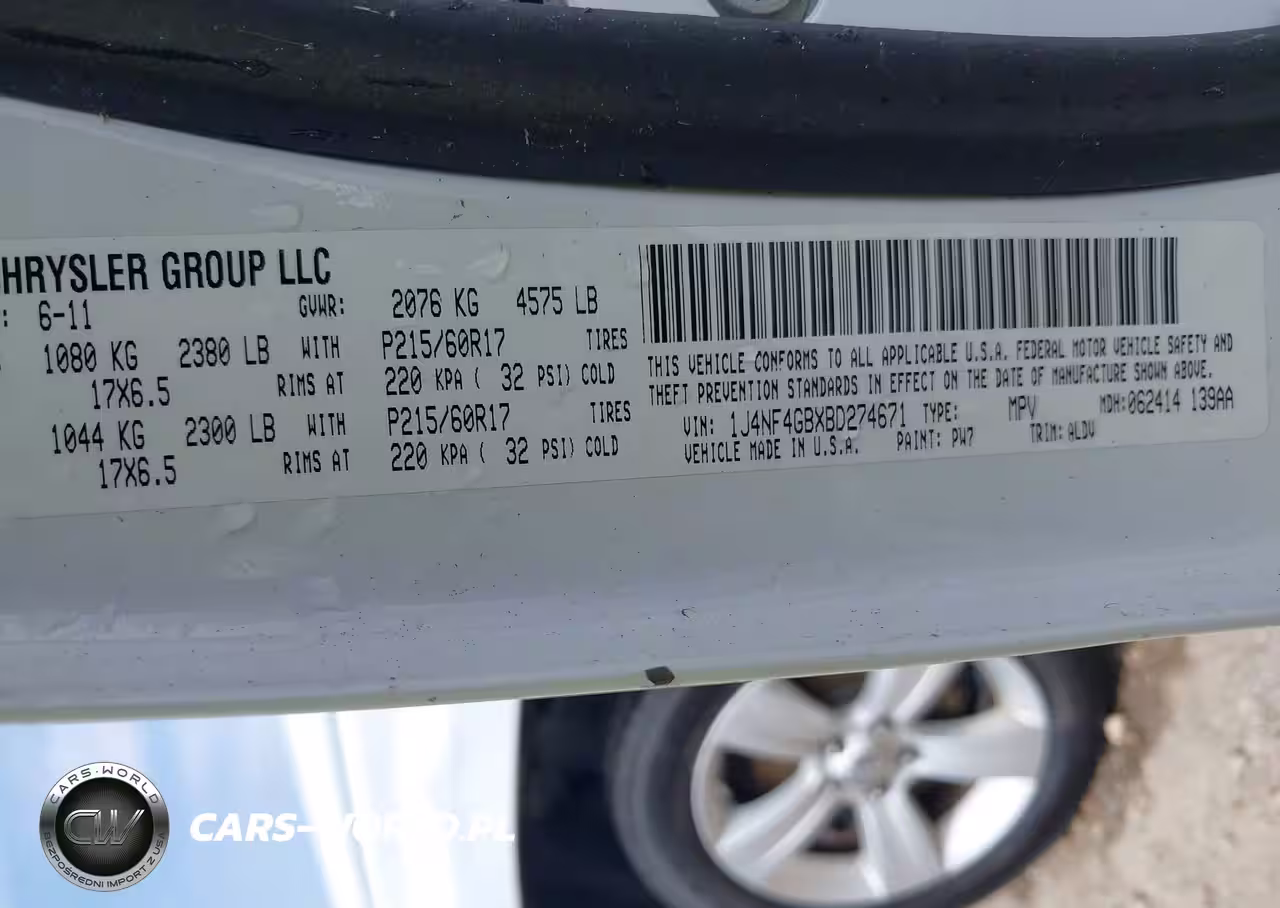 HRYSLER GROUP LLC
: 6-11 GVWR: 2076 KG 4575 LB
1080 KG 2380 LB WITH P215/60R17 TIRES
17X6.5 RIMS AT 220 KPA ( 32 PSI) COLD
1044 KG 2300 LB WITH P215/60R17 TIRES
17X6.5 RIMS AT 220 KPA ( 32 PSI) COLD
THIS VEHICLE CONFORMS TO ALL APPLICABLE U.S.A. FEDERAL MOTOR VEHICLE SAFETY AND
THEFT PREVENTION STANDARDS IN EFFECT ON THE DATE OF MANUFACTURE SHOWN ABOVE.
VIN: 1J4NF4GBXBD274671 TYPE: MPV MDH:062414 139AA
VEHICLE MADE IN U.S.A. PAINT: PW7 TRIM: ALDV
CARS-WORLD
CW
BEZPOŚREDNI IMPORT Z USA
CARS-WORLD.PL